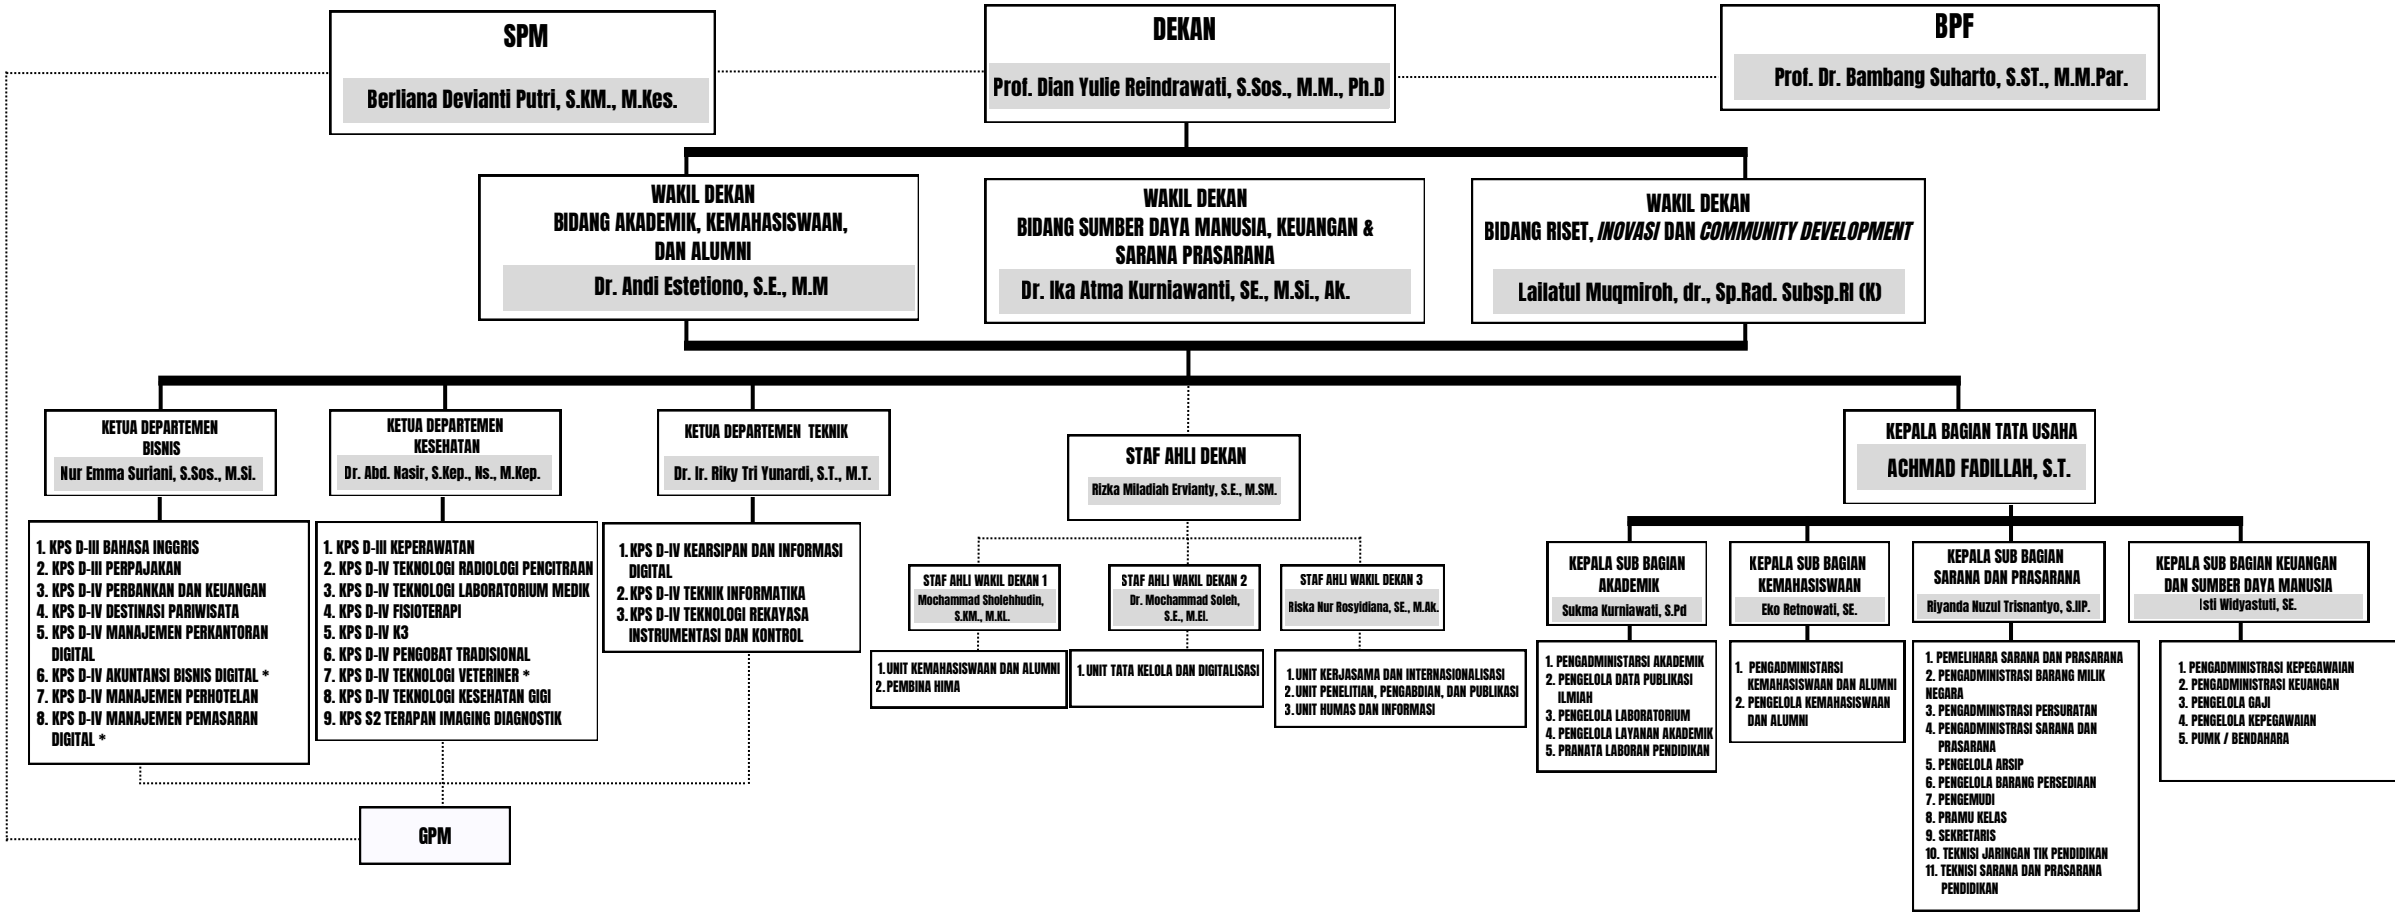 SPM
Berliana Devianti Putri, S.KM., M.Kes.
DEKAN
Prof. Dian Yulie Reindrawati, S.Sos., M.M., Ph.D
BPF
Prof. Dr. Bambang Suharto, S.ST., M.M.Par.
WAKIL DEKAN
BIDANG AKADEMIK, KEMAHASISWAAN,
DAN ALUMNI
Dr. Andi Estetiono, S.E., M.M
WAKIL DEKAN
BIDANG SUMBER DAYA MANUSIA, KEUANGAN &
SARANA PRASARANA
Dr. Ika Atma Kurniawanti, SE., M.Si., Ak.
WAKIL DEKAN
BIDANG RISET, INOVASI DAN COMMUNITY DEVELOPMENT
Lailatul Muqmiroh, dr., Sp.Rad. Subsp.RI (K)
KETUA DEPARTEMEN
BISNIS
Nur Emma Suriani, S.Sos., M.Si.
KETUA DEPARTEMEN
KESEHATAN
Dr. Abd. Nasir, S.Kep., Ns., M.Kep.
KETUA DEPARTEMEN TEKNIK
Dr. Ir. Riky Tri Yunardi, S.T., M.T.
STAF AHLI DEKAN
Rizka Miladiah Ervianty, S.E., M.SM.
KEPALA BAGIAN TATA USAHA
ACHMAD FADILLAH, S.T.
1. KPS D-III BAHASA INGGRIS
2. KPS D-III PERPAJAKAN
3. KPS D-IV PERBANKAN DAN KEUANGAN
4. KPS D-IV DESTINASI PARIWISATA
5. KPS D-IV MANAJEMEN PERKANTORAN
DIGITAL
6. KPS D-IV AKUNTANSI BISNIS DIGITAL *
7. KPS D-IV MANAJEMEN PERHOTELAN
8. KPS D-IV MANAJEMEN PEMASARAN
DIGITAL *
1. KPS D-III KEPERAWATAN
2. KPS D-IV TEKNOLOGI RADIOLOGI PENCITRAAN
3. KPS D-IV TEKNOLOGI LABORATORIUM MEDIK
4. KPS D-IV FISIOTERAPI
5. KPS D-IV K3
6. KPS D-IV PENGOBAT TRADISIONAL
7. KPS D-IV TEKNOLOGI VETERINER *
8. KPS D-IV TEKNOLOGI KESEHATAN GIGI
9. KPS S2 TERAPAN IMAGING DIAGNOSTIK
1. KPS D-IV KEARSIPAN DAN INFORMASI
DIGITAL
2. KPS D-IV TEKNIK INFORMATIKA
3. KPS D-IV TEKNOLOGI REKAYASA
INSTRUMENTASI DAN KONTROL
GPM
STAF AHLI WAKIL DEKAN 1
Mochammad Sholehhudin,
S.KM., M.KL.
STAF AHLI WAKIL DEKAN 2
Dr. Mochammad Soleh,
S.E., M.EI.
STAF AHLI WAKIL DEKAN 3
Riska Nur Rosyidiana, SE., M.Ak.
1. UNIT KEMAHASISWAAN DAN ALUMNI
2. PEMBINA HIMA
1. UNIT TATA KELOLA DAN DIGITALISASI
1. UNIT KERJASAMA DAN INTERNASIONALISASI
2. UNIT PENELITIAN, PENGABDIAN, DAN PUBLIKASI
3. UNIT HUMAS DAN INFORMASI
KEPALA SUB BAGIAN
AKADEMIK
Sukma Kurniawati, S.Pd
KEPALA SUB BAGIAN
KEMAHASISWAAN
Eko Retnowati, SE.
KEPALA SUB BAGIAN
SARANA DAN PRASARANA
Riyanda Nuzul Trisnantyo, S.IIP.
KEPALA SUB BAGIAN KEUANGAN
DAN SUMBER DAYA MANUSIA
Isti Widyastuti, SE.
1. PENGADMINISTARSI AKADEMIK
2. PENGELOLA DATA PUBLIKASI
ILMIAH
3. PENGELOLA LABORATORIUM
4. PENGELOLA LAYANAN AKADEMIK
5. PRANATA LABORAN PENDIDIKAN
1. PENGADMINISTARSI
KEMAHASISWAAN DAN ALUMNI
2. PENGELOLA KEMAHASISWAAN
DAN ALUMNI
1. PEMELIHARA SARANA DAN PRASARANA
2. PENGADMINISTRASI BARANG MILIK
NEGARA
3. PENGADMINISTRASI PERSURATAN
4. PENGADMINISTRASI SARANA DAN
PRASARANA
5. PENGELOLA ARSIP
6. PENGELOLA BARANG PERSEDIAAN
7. PENGEMUDI
8. PRAMU KELAS
9. SEKRETARIS
10. TEKNISI JARINGAN TIK PENDIDIKAN
11. TEKNISI SARANA DAN PRASARANA
PENDIDIKAN
1. PENGADMINISTRASI KEPEGAWAIAN
2. PENGADMINISTRASI KEUANGAN
3. PENGELOLA GAJI
4. PENGELOLA KEPEGAWAIAN
5. PUMK / BENDAHARA